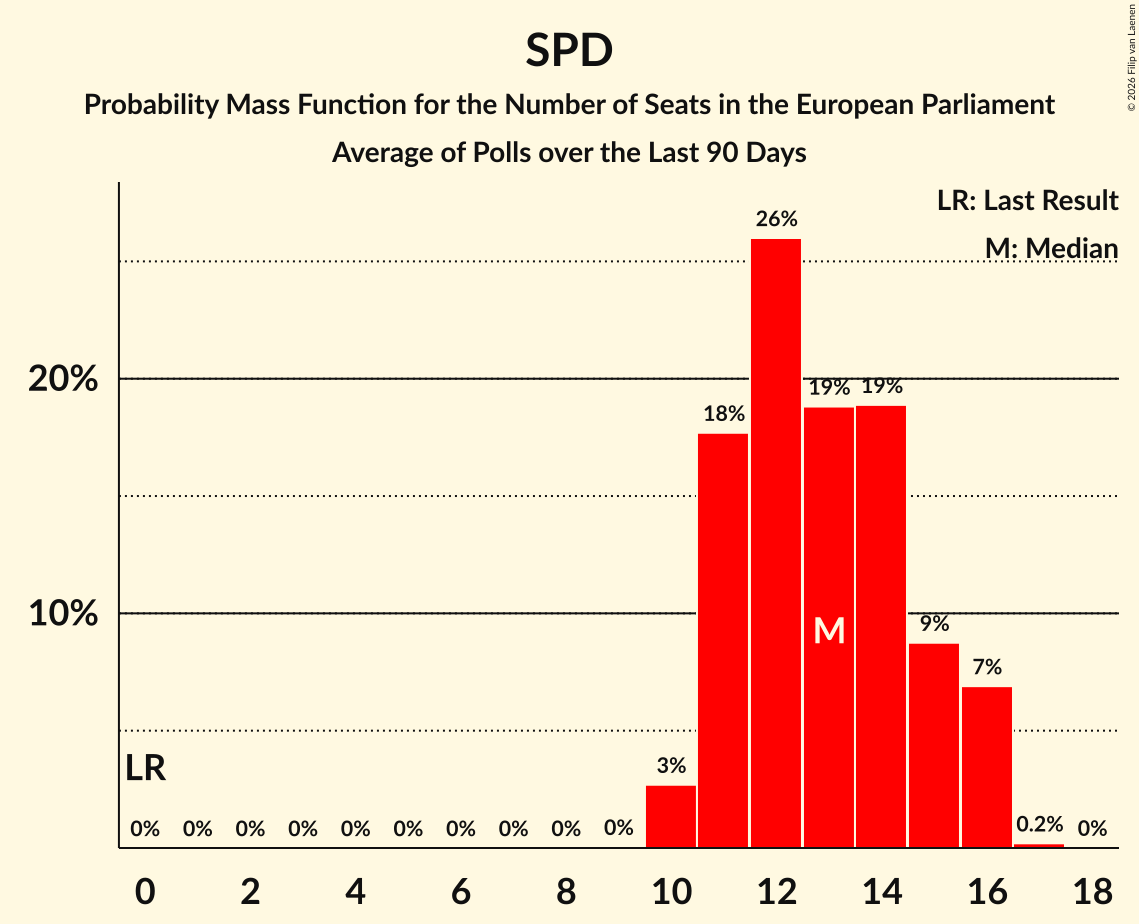 SPD
Probability Mass Function for the Number of Seats in the European Parliament
Average of Polls over the Last 90 Days
© 2026 Filip van Laenen
LR: Last Result
M: Median
26%
20%
19% 19%
18%
10%
M
9%
7%
LR
3%
0% 0% 0% 0% 0% 0% 0% 0% 0% 0% 0.2% 0%
0 2 4 6 8 10 12 14 16 18